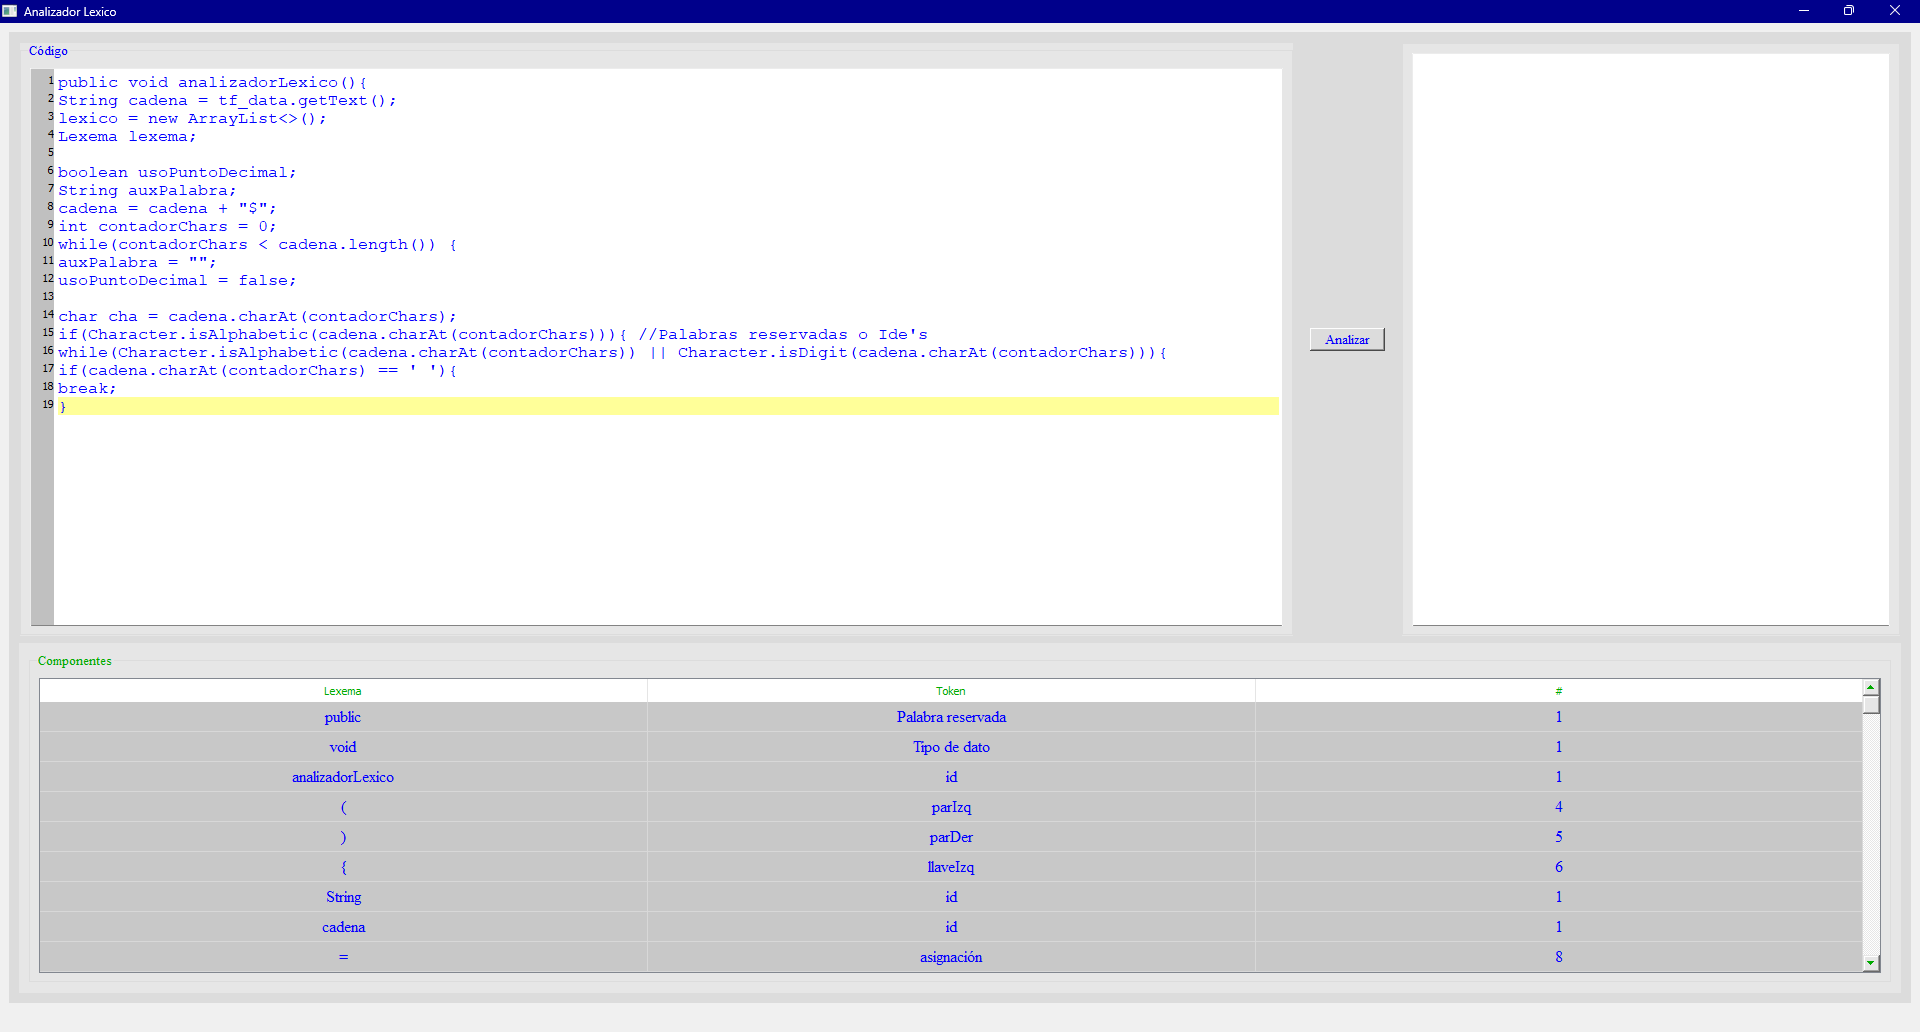 Analizador Lexico
Código
1 public void analizadorLexico(){
2 String cadena = tf_data.getText();
3 lexico = new ArrayList<>();
4 Lexema lexema;
5
6 boolean usoPuntoDecimal;
7 String auxPalabra;
8 cadena = cadena + "$";
9 int contadorChars = 0;
10 while(contadorChars < cadena.length()) {
11 auxPalabra = "";
12 usoPuntoDecimal = false;
13
14 char cha = cadena.charAt(contadorChars);
15 if(Character.isAlphabetic(cadena.charAt(contadorChars))){ //Palabras reservadas o Ide's
16 while(Character.isAlphabetic(cadena.charAt(contadorChars)) || Character.isDigit(cadena.charAt(contadorChars))){
17 if(cadena.charAt(contadorChars) == ' '){
18 break;
19 }
Analizar
Componentes
Lexema Token #
public Palabra reservada 1
void Tipo de dato 1
analizadorLexico id 1
( parIzq 4
) parDer 5
{ llaveIzq 6
String id 1
cadena id 1
= asignación 8